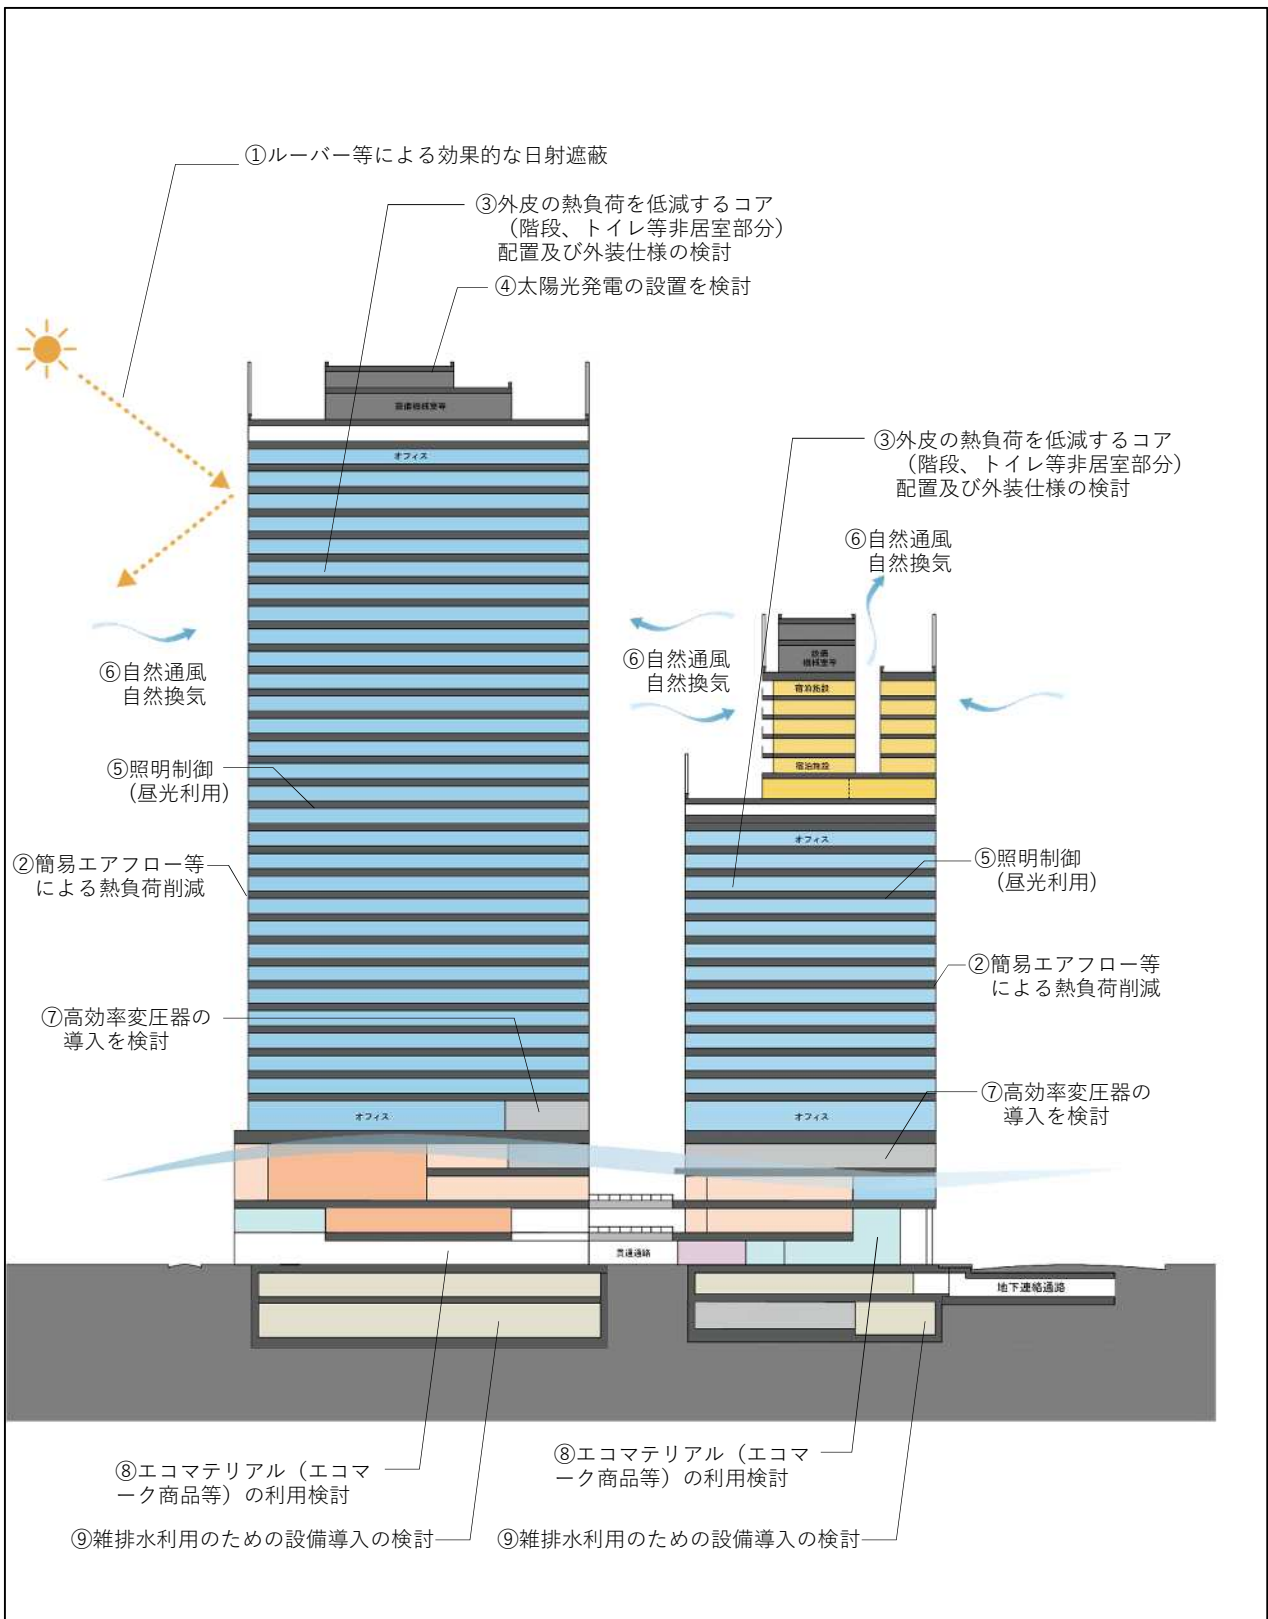 ①ルーバー等による効果的な日射遮蔽
③外皮の熱負荷を低減するコア
（階段、トイレ等非居室部分）
配置及び外装仕様の検討
④太陽光発電の設置を検討
設備機械室等
オフィス
③外皮の熱負荷を低減するコア
（階段、トイレ等非居室部分）
配置及び外装仕様の検討
⑥自然通風
自然換気
⑥自然通風
自然換気
⑥自然通風
自然換気
設備
機械室等
宿泊施設
宿泊施設
⑤照明制御
(昼光利用)
オフィス
②簡易エアフロー等
による熱負荷削減
⑤照明制御
(昼光利用)
②簡易エアフロー等
による熱負荷削減
⑦高効率変圧器の
導入を検討
⑦高効率変圧器の
導入を検討
オフィス
オフィス
貫通通路
地下連絡通路
⑧エコマテリアル（エコマ
ーク商品等）の利用検討
⑧エコマテリアル（エコマ
ーク商品等）の利用検討
⑨雑排水利用のための設備導入の検討
⑨雑排水利用のための設備導入の検討